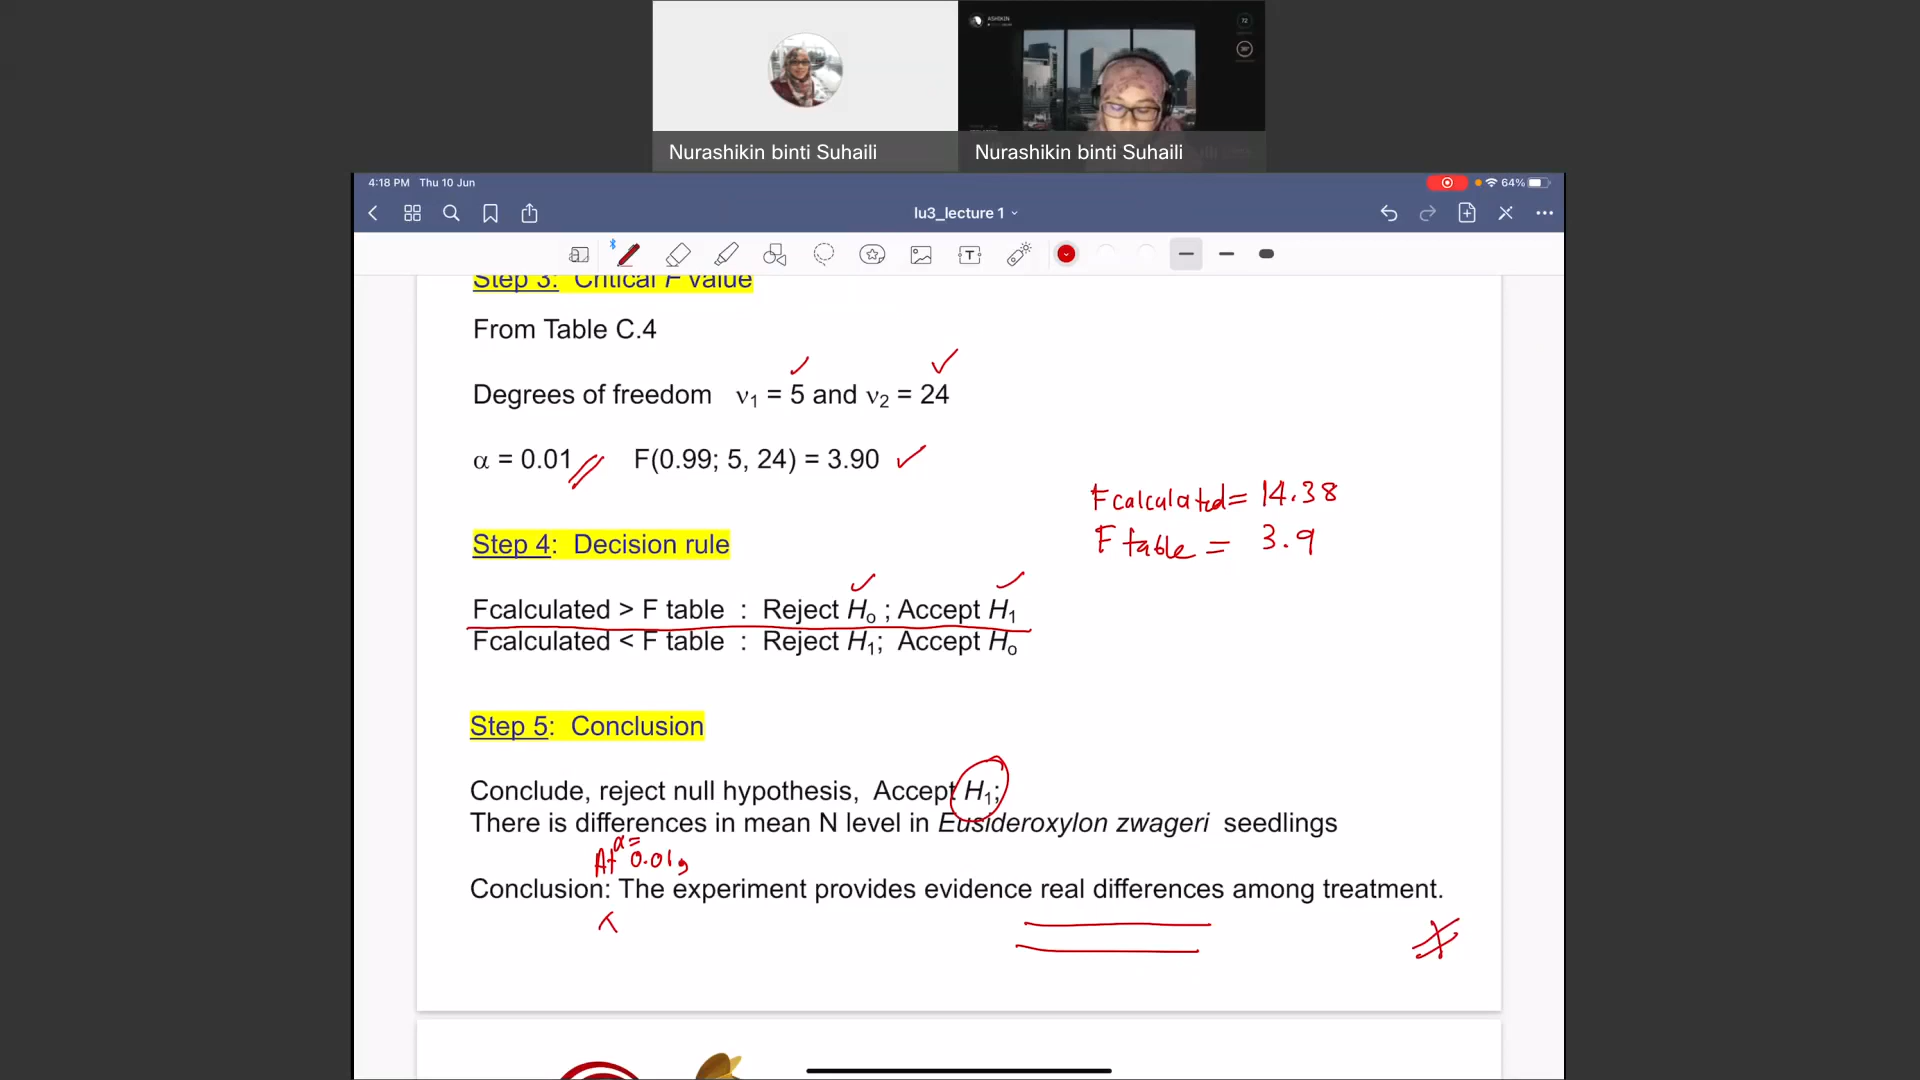 ASHIKIN
72
Nurashikin binti Suhaili
Nurashikin binti Suhaili
4:18 PM Thu 10 Jun
64%
lu3_lecture 1
Step 3: Critical F value
From Table C.4
Degrees of freedom ν1 = 5 and ν2 = 24
α = 0.01 F(0.99; 5, 24) = 3.90
Fcalculated = 14.38
F table = 3.9
Step 4: Decision rule
Fcalculated > F table : Reject Ho ; Accept H1
Fcalculated < F table : Reject H1; Accept Ho
Step 5: Conclusion
Conclude, reject null hypothesis, Accept H1;
There is differences in mean N level in Eusideroxylon zwageri seedlings
At α = 0.01,
Conclusion: The experiment provides evidence real differences among treatment.